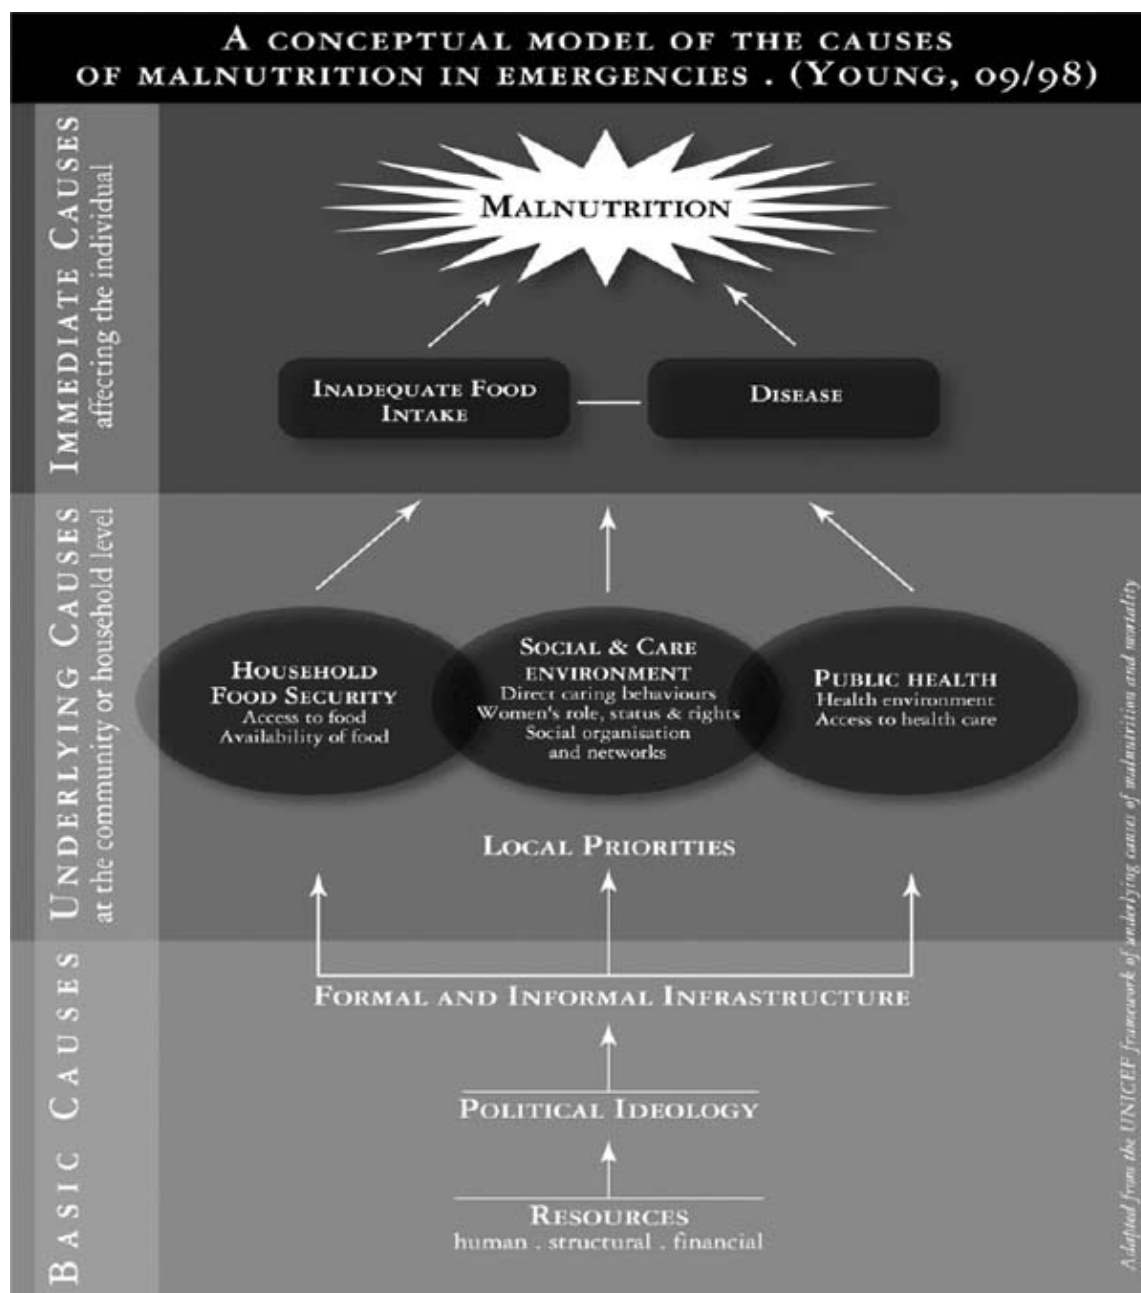 A CONCEPTUAL MODEL OF THE CAUSES
OF MALNUTRITION IN EMERGENCIES . (YOUNG, 09/98)
IMMEDIATE CAUSES
affecting the individual
MALNUTRITION
INADEQUATE FOOD
INTAKE
DISEASE
UNDERLYING CAUSES
at the community or household level
HOUSEHOLD
FOOD SECURITY
Access to food
Availability of food
SOCIAL & CARE
ENVIRONMENT
Direct caring behaviours
Women's role, status & rights
Social organisation
and networks
PUBLIC HEALTH
Health environment
Access to health care
LOCAL PRIORITIES
BASIC CAUSES
FORMAL AND INFORMAL INFRASTRUCTURE
POLITICAL IDEOLOGY
RESOURCES
human . structural . financial
Adapted from the UNICEF framework of underlying causes of malnutrition and mortality